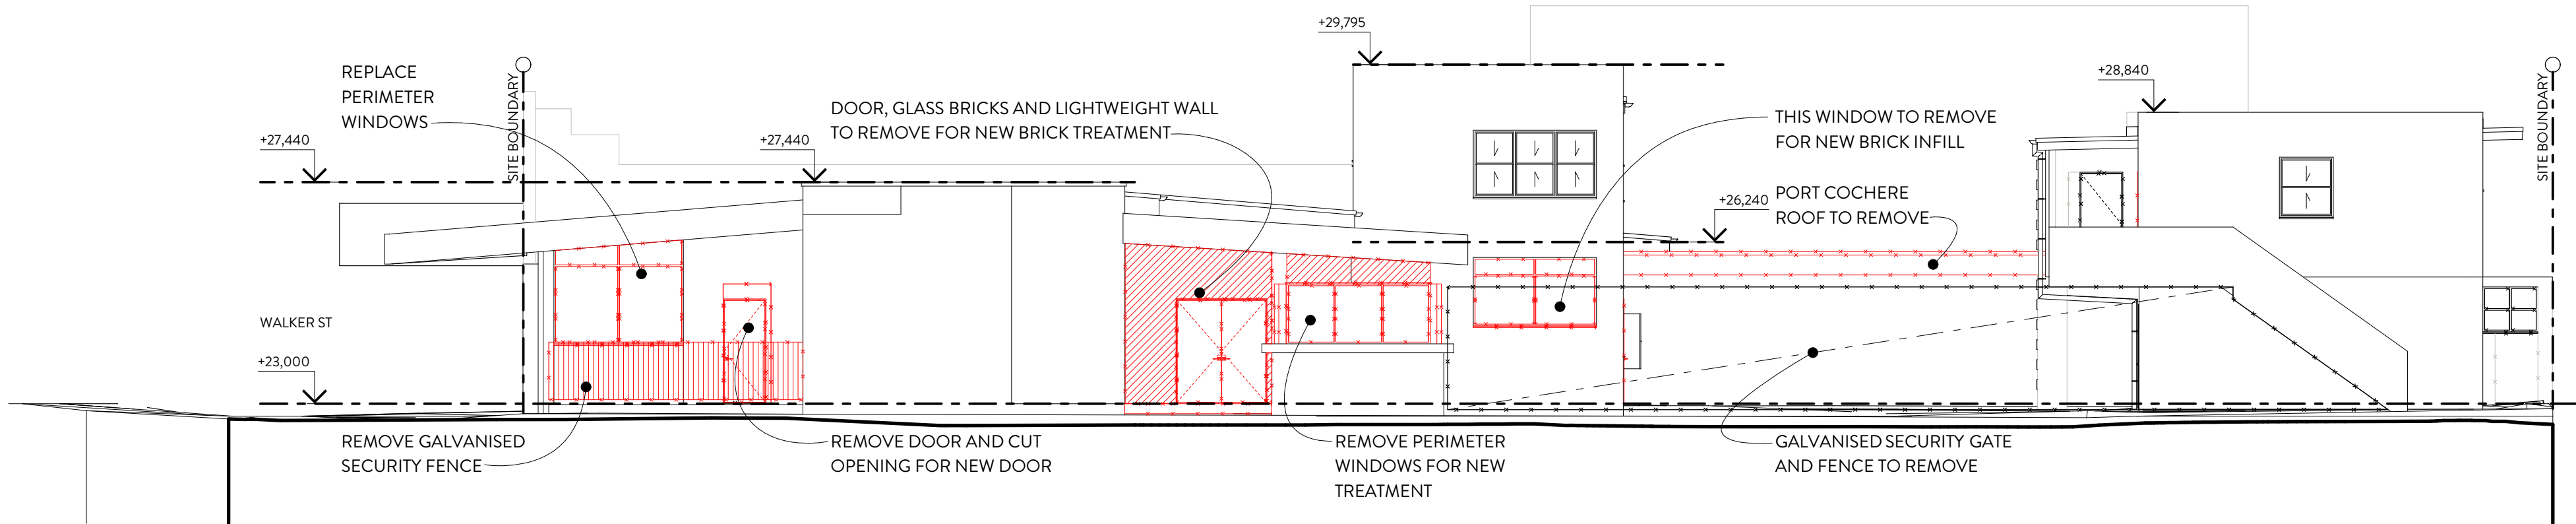 +29,795
REPLACE
PERIMETER
WINDOWS
SITE BOUNDARY
+28,840
SITE BOUNDARY
DOOR, GLASS BRICKS AND LIGHTWEIGHT WALL
TO REMOVE FOR NEW BRICK TREATMENT
THIS WINDOW TO REMOVE
FOR NEW BRICK INFILL
+27,440
+27,440
PORT COCHERE
ROOF TO REMOVE
+26,240
WALKER ST
+23,000
REMOVE GALVANISED
SECURITY FENCE
REMOVE DOOR AND CUT
OPENING FOR NEW DOOR
REMOVE PERIMETER
WINDOWS FOR NEW
TREATMENT
GALVANISED SECURITY GATE
AND FENCE TO REMOVE